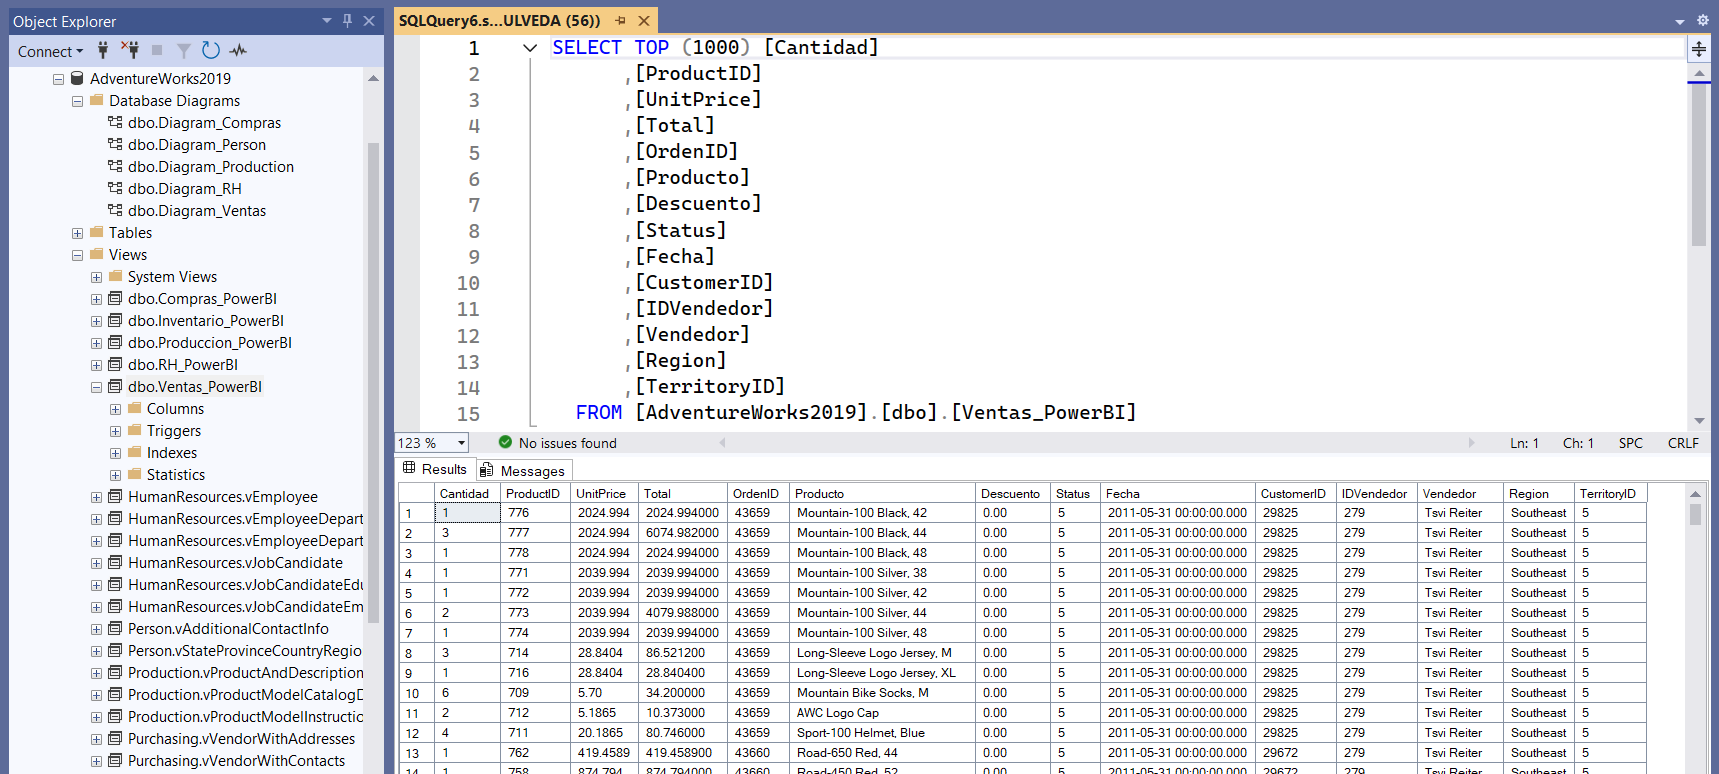 Object Explorer
Connect
AdventureWorks2019
Database Diagrams
dbo.Diagram_Compras
dbo.Diagram_Person
dbo.Diagram_Production
dbo.Diagram_RH
dbo.Diagram_Ventas
Tables
Views
System Views
dbo.Compras_PowerBI
dbo.Inventario_PowerBI
dbo.Produccion_PowerBI
dbo.RH_PowerBI
dbo.Ventas_PowerBI
Columns
Triggers
Indexes
Statistics
HumanResources.vEmployee
HumanResources.vEmployeeDepart
HumanResources.vEmployeeDepart
HumanResources.vJobCandidate
HumanResources.vJobCandidateEdu
HumanResources.vJobCandidateEm
Person.vAdditionalContactInfo
Person.vStateProvinceCountryRegio
Production.vProductAndDescription
Production.vProductModelCatalogD
Production.vProductModelInstructio
Purchasing.vVendorWithAddresses
Purchasing.vVendorWithContacts
SQLQuery6.s...ULVEDA (56))
1 SELECT TOP (1000) [Cantidad]
2 ,[ProductID]
3 ,[UnitPrice]
4 ,[Total]
5 ,[OrdenID]
6 ,[Producto]
7 ,[Descuento]
8 ,[Status]
9 ,[Fecha]
10 ,[CustomerID]
11 ,[IDVendedor]
12 ,[Vendedor]
13 ,[Region]
14 ,[TerritoryID]
15 FROM [AdventureWorks2019].[dbo].[Ventas_PowerBI]
123 % No issues found Ln: 1 Ch: 1 SPC CRLF
Results Messages
Cantidad ProductID UnitPrice Total OrdenID Producto Descuento Status Fecha CustomerID IDVendedor Vendedor Region TerritoryID
1 1 776 2024.994 2024.994000 43659 Mountain-100 Black, 42 0.00 5 2011-05-31 00:00:00.000 29825 279 Tsvi Reiter Southeast 5
2 3 777 2024.994 6074.982000 43659 Mountain-100 Black, 44 0.00 5 2011-05-31 00:00:00.000 29825 279 Tsvi Reiter Southeast 5
3 1 778 2024.994 2024.994000 43659 Mountain-100 Black, 48 0.00 5 2011-05-31 00:00:00.000 29825 279 Tsvi Reiter Southeast 5
4 1 771 2039.994 2039.994000 43659 Mountain-100 Silver, 38 0.00 5 2011-05-31 00:00:00.000 29825 279 Tsvi Reiter Southeast 5
5 1 772 2039.994 2039.994000 43659 Mountain-100 Silver, 42 0.00 5 2011-05-31 00:00:00.000 29825 279 Tsvi Reiter Southeast 5
6 2 773 2039.994 4079.988000 43659 Mountain-100 Silver, 44 0.00 5 2011-05-31 00:00:00.000 29825 279 Tsvi Reiter Southeast 5
7 1 774 2039.994 2039.994000 43659 Mountain-100 Silver, 48 0.00 5 2011-05-31 00:00:00.000 29825 279 Tsvi Reiter Southeast 5
8 3 714 28.8404 86.521200 43659 Long-Sleeve Logo Jersey, M 0.00 5 2011-05-31 00:00:00.000 29825 279 Tsvi Reiter Southeast 5
9 1 716 28.8404 28.840400 43659 Long-Sleeve Logo Jersey, XL 0.00 5 2011-05-31 00:00:00.000 29825 279 Tsvi Reiter Southeast 5
10 6 709 5.70 34.200000 43659 Mountain Bike Socks, M 0.00 5 2011-05-31 00:00:00.000 29825 279 Tsvi Reiter Southeast 5
11 2 712 5.1865 10.373000 43659 AWC Logo Cap 0.00 5 2011-05-31 00:00:00.000 29825 279 Tsvi Reiter Southeast 5
12 4 711 20.1865 80.746000 43659 Sport-100 Helmet, Blue 0.00 5 2011-05-31 00:00:00.000 29825 279 Tsvi Reiter Southeast 5
13 1 762 419.4589 419.458900 43660 Road-650 Red, 44 0.00 5 2011-05-31 00:00:00.000 29672 279 Tsvi Reiter Southeast 5
14 1 758 874.794 874.794000 43660 Road-450 Red, 52 0.00 5 2011-05-31 00:00:00.000 29672 279 Tsvi Reiter Southeast 5